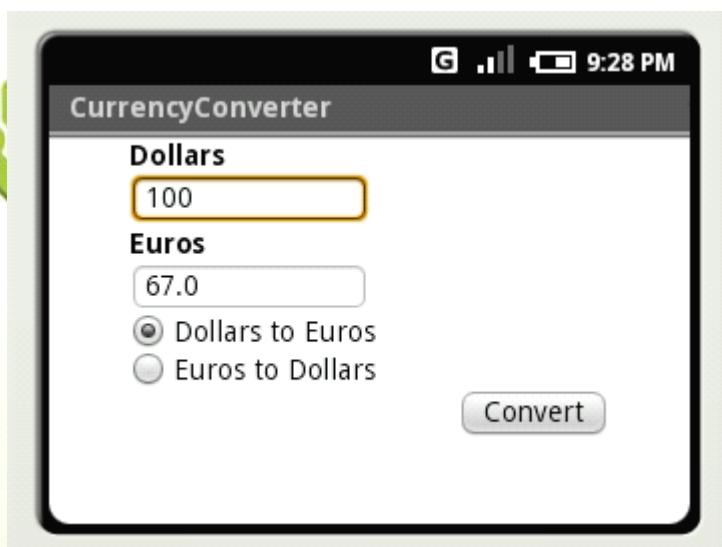 G 9:28 PM
CurrencyConverter
Dollars
100
Euros
67.0
Dollars to Euros
Euros to Dollars
Convert